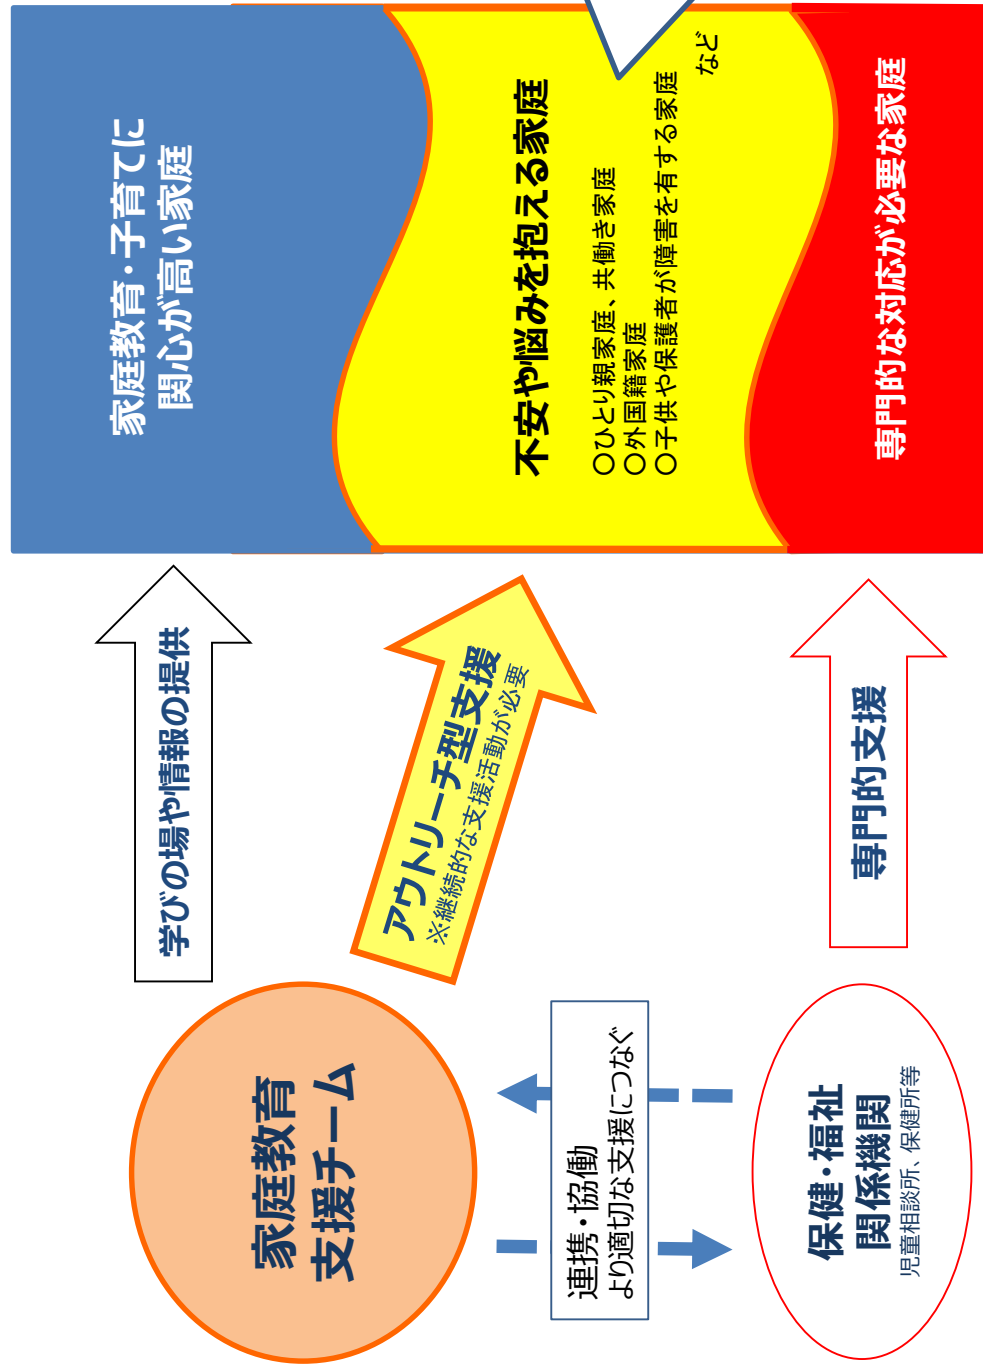 家庭教育・子育てに
関心が高い家庭
不安や悩みを抱える家庭
○ひとり親家庭、共働き家庭
○外国籍家庭
○子供や保護者が障害を有する家庭
など
専門的な対応が必要な家庭
学びの場や情報の提供
アウトリーチ型支援
※継続的な支援活動が必要
専門的支援
家庭教育
支援チーム
連携・協働
より適切な支援につなぐ
保健・福祉
関係機関
児童相談所、保健所等